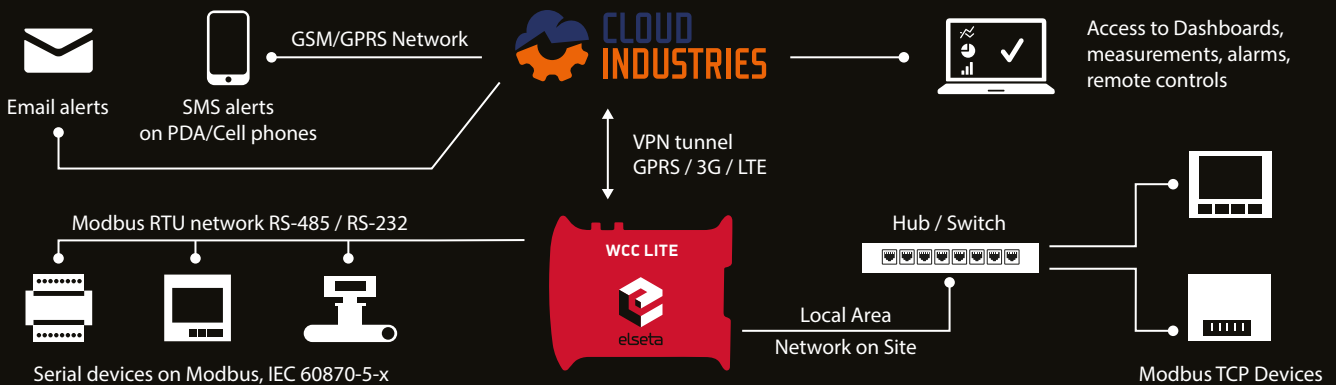 GSM/GPRS Network
CLOUD
INDUSTRIES
Access to Dashboards,
measurements, alarms,
remote controls
Email alerts
SMS alerts
on PDA/Cell phones
VPN tunnel
GPRS / 3G / LTE
Modbus RTU network RS-485 / RS-232
WCC LITE
elseta
Hub / Switch
Local Area
Network on Site
Serial devices on Modbus, IEC 60870-5-x
Modbus TCP Devices